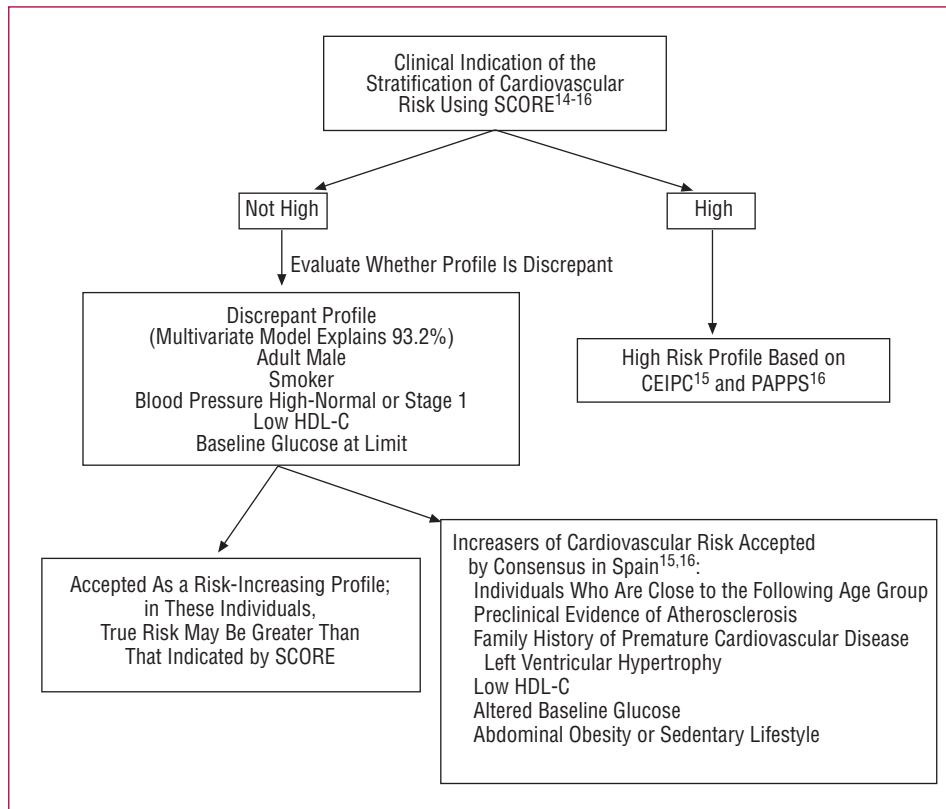 Clinical Indication of the
Stratification of Cardiovascular
Risk Using SCORE14-16
Not High
High
Evaluate Whether Profile Is Discrepant
Discrepant Profile
(Multivariate Model Explains 93.2%)
Adult Male
Smoker
Blood Pressure High-Normal or Stage 1
Low HDL-C
Baseline Glucose at Limit
High Risk Profile Based on
CEIPC15 and PAPPS16
Accepted As a Risk-Increasing Profile;
in These Individuals,
True Risk May Be Greater Than
That Indicated by SCORE
Increasers of Cardiovascular Risk Accepted
by Consensus in Spain15,16:
Individuals Who Are Close to the Following Age Group
Preclinical Evidence of Atherosclerosis
Family History of Premature Cardiovascular Disease
Left Ventricular Hypertrophy
Low HDL-C
Altered Baseline Glucose
Abdominal Obesity or Sedentary Lifestyle